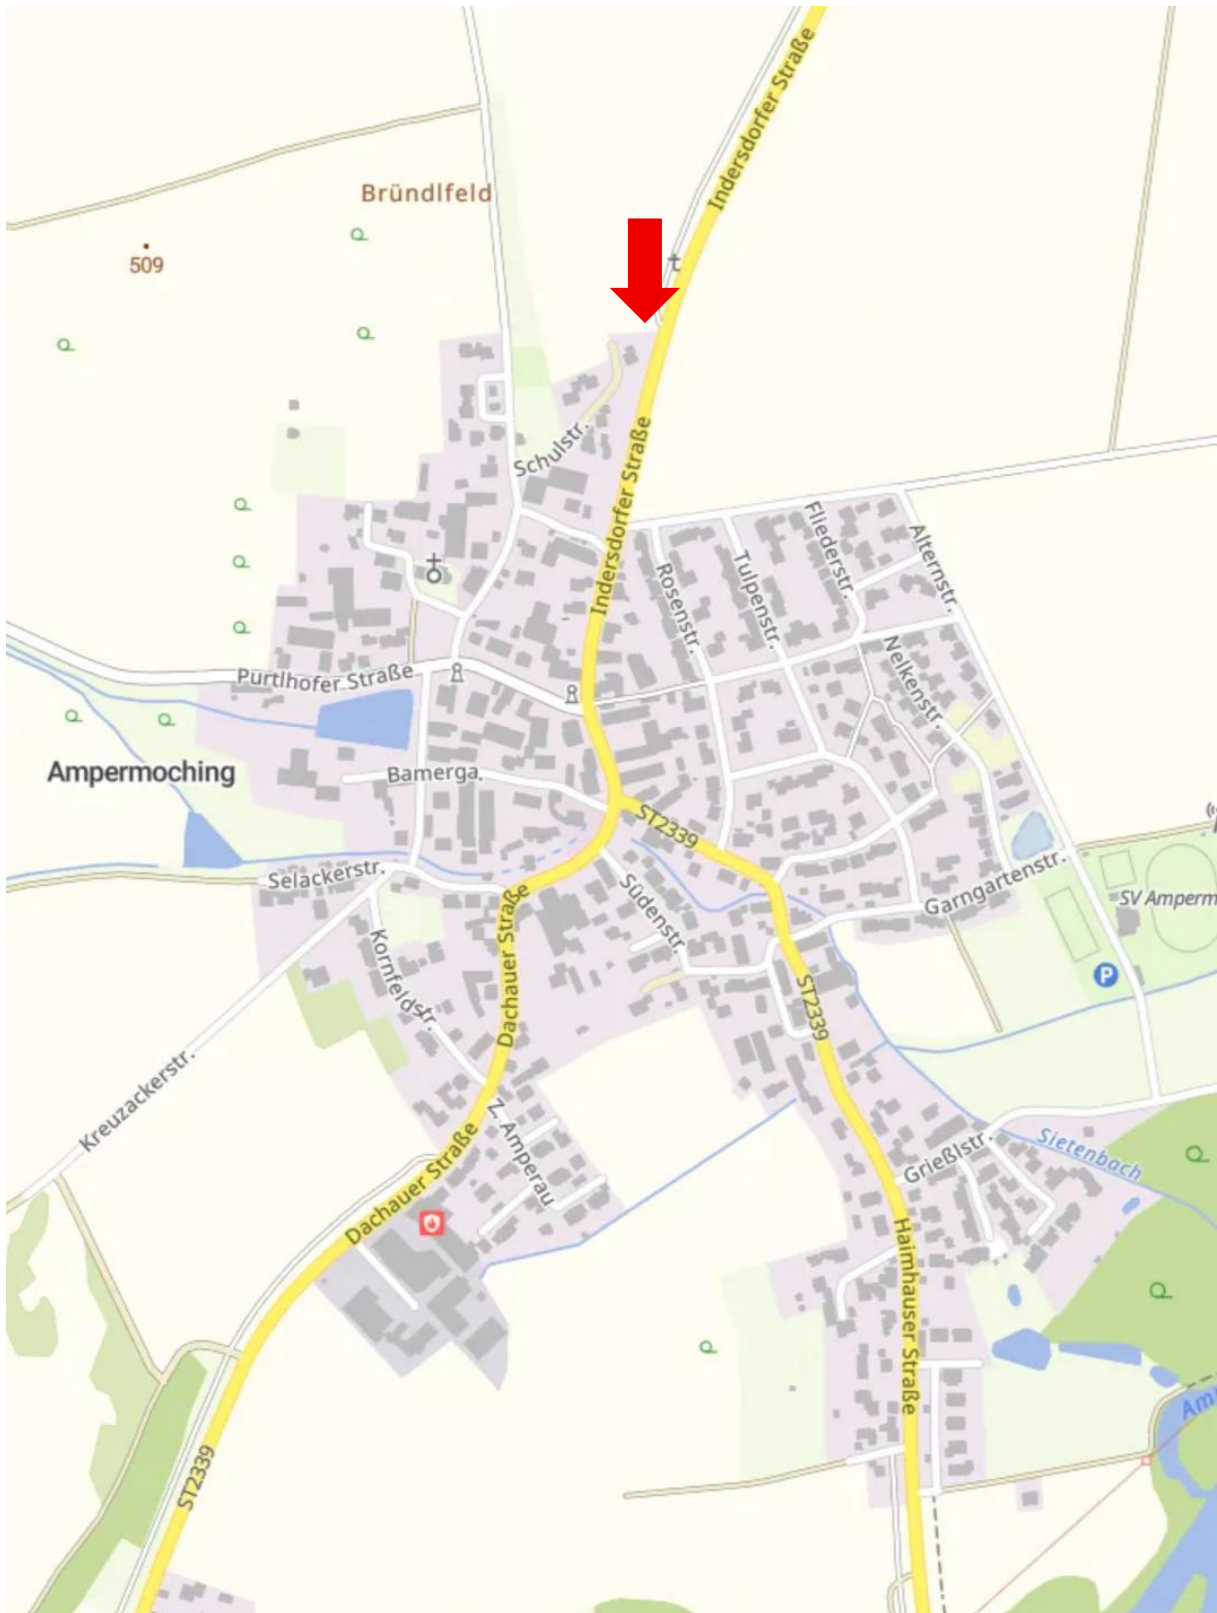 Indersdorfer Straße
Bründlfeld
509
Schulstr.
Indersdorfer Straße
Fliederstr.
Alternstr.
Rosenstr.
Tulpenstr.
Nelkenstr.
Purtlhofer Straße
Ampermoching
Bamerga.
ST2339
Selackerstr.
Südenstr.
Garngartenstr.
SV Amperm
Kornfeldstr.
Dachauer Straße
P
ST2339
Kreuzackerstr.
Z. Amperau
Grießlstr.
Sietenbach
Dachauer Straße
Haimhauser Straße
Am
ST2339